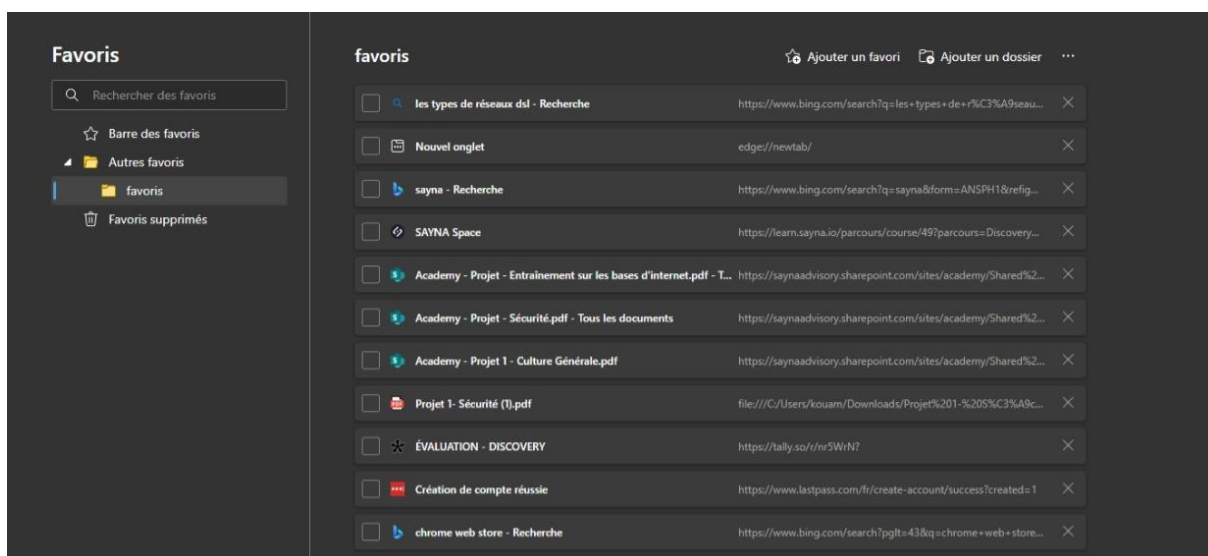 Favoris
Rechercher des favoris
Barre des favoris
Autres favoris
favoris
Favoris supprimés
favoris
Ajouter un favori
Ajouter un dossier
les types de réseaux dsl - Recherche https://www.bing.com/search?q=les+types+de+r%C3%A9seau...
Nouvel onglet edge://newtab/
sayna - Recherche https://www.bing.com/search?q=sayna&form=ANSPH1&refig...
SAYNA Space https://learn.sayna.io/parcours/course/49?parcours=Discovery...
Academy - Projet - Entraînement sur les bases d'internet.pdf - T... https://saynaadvisory.sharepoint.com/sites/academy/Shared%2...
Academy - Projet - Sécurité.pdf - Tous les documents https://saynaadvisory.sharepoint.com/sites/academy/Shared%2...
Academy - Projet 1 - Culture Générale.pdf https://saynaadvisory.sharepoint.com/sites/academy/Shared%2...
Projet 1- Sécurité (1).pdf file:///C:/Users/kouam/Downloads/Projet%201-%20S%C3%A9c...
ÉVALUATION - DISCOVERY https://tally.so/r/nr5WrN?
Création de compte réussie https://www.lastpass.com/fr/create-account/success?created=1
chrome web store - Recherche https://www.bing.com/search?pglt=43&q=chrome+web+store...